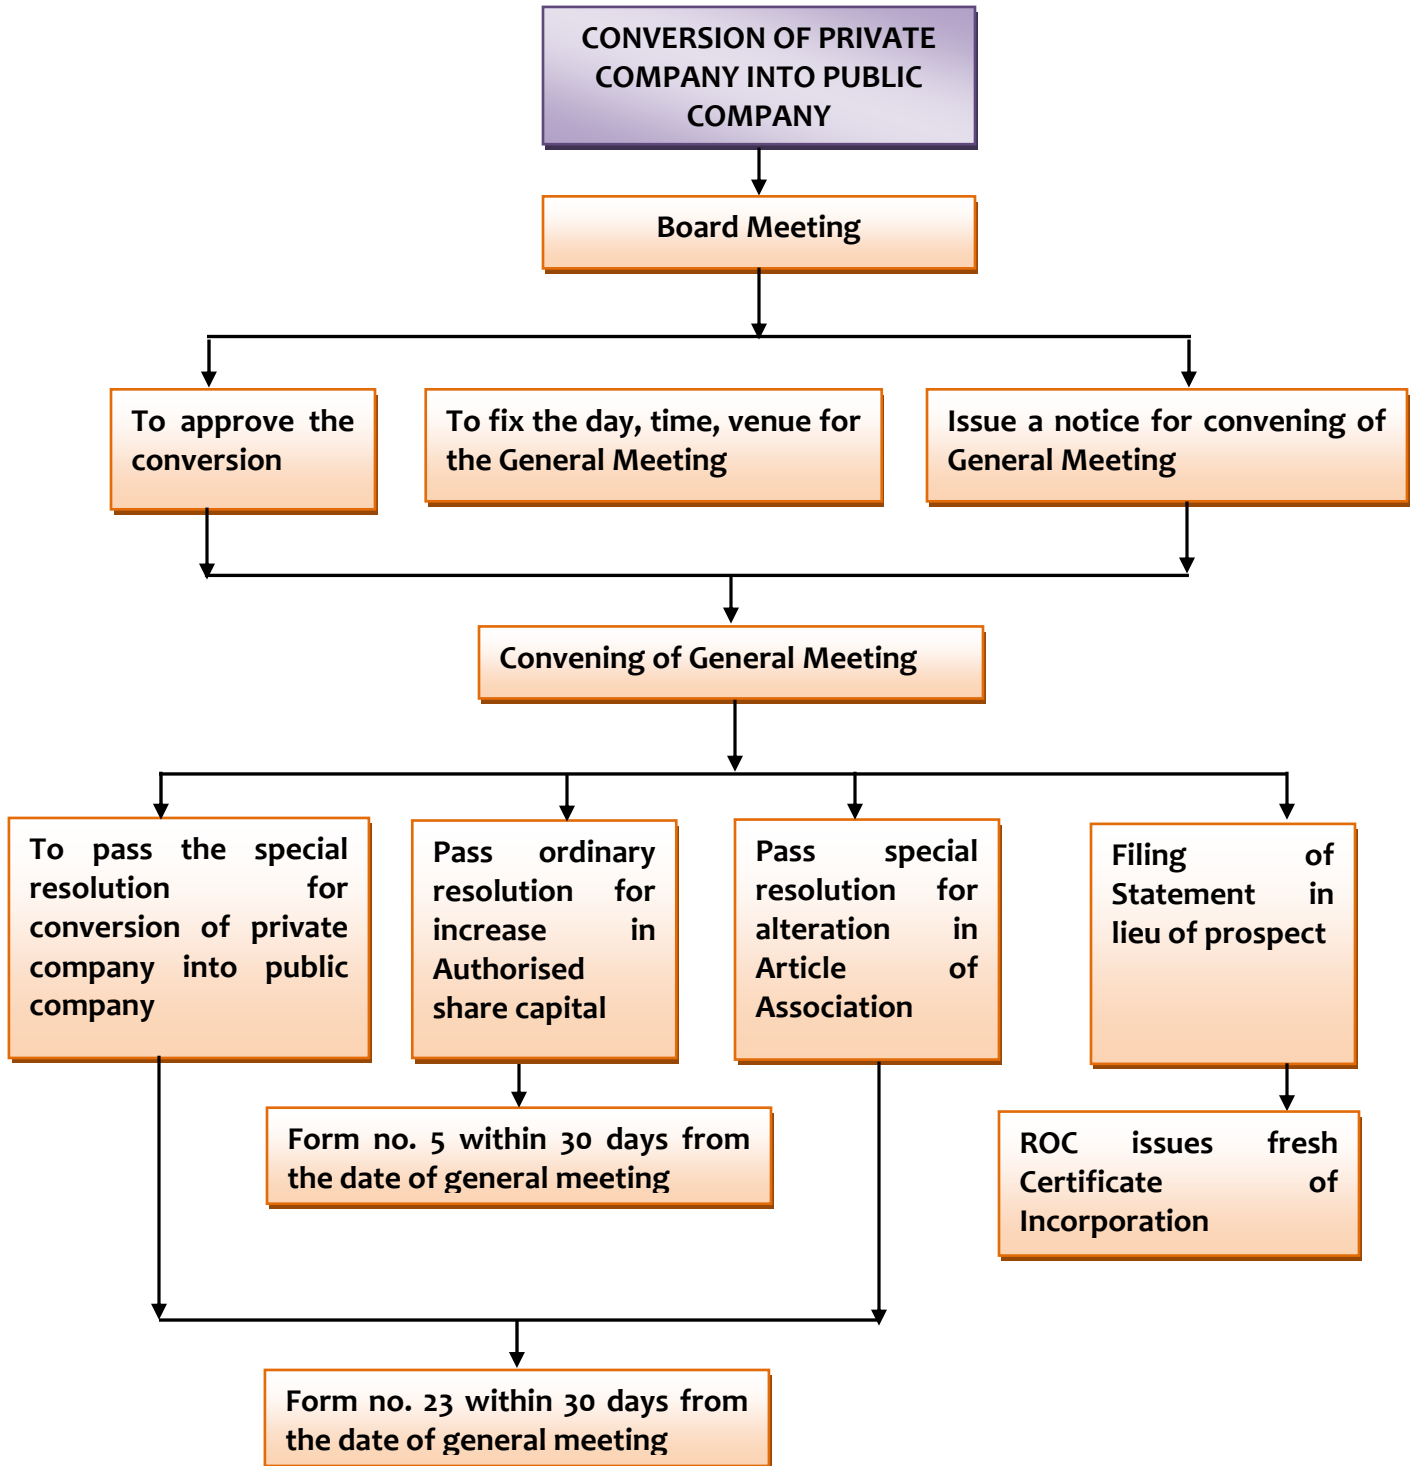 CONVERSION OF PRIVATE
COMPANY INTO PUBLIC
COMPANY
Board Meeting
To approve the
conversion
To fix the day, time, venue for
the General Meeting
Issue a notice for convening of
General Meeting
Convening of General Meeting
To pass the special
resolution for
conversion of private
company into public
company
Pass ordinary
resolution for
increase in
Authorised
share capital
Pass special
resolution for
alteration in
Article of
Association
Filing of
Statement in
lieu of prospect
Form no. 5 within 30 days from
the date of general meeting
ROC issues fresh
Certificate of
Incorporation
Form no. 23 within 30 days from
the date of general meeting